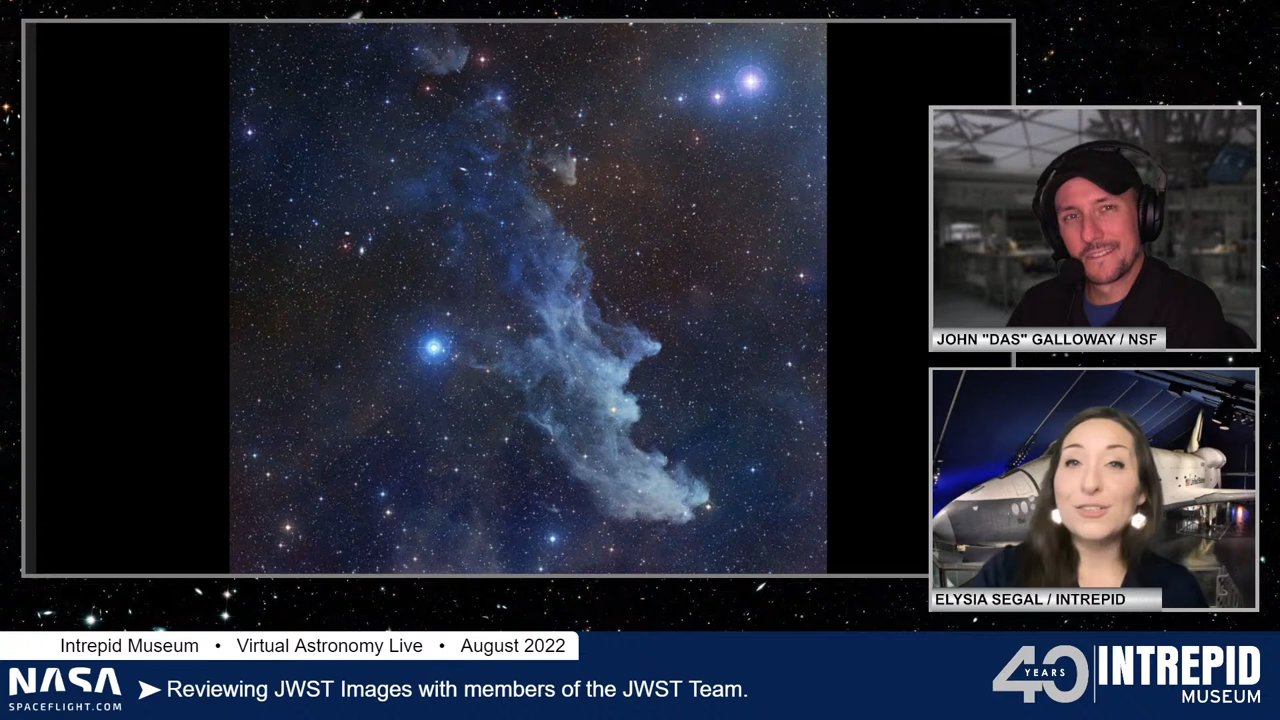 JOHN "DAS" GALLOWAY / NSF
ELYSIA SEGAL / INTREPID
Intrepid Museum • Virtual Astronomy Live • August 2022
NASA
SPACEFLIGHT.COM
➤ Reviewing JWST Images with members of the JWST Team.
40
YEARS
INTREPID
MUSEUM